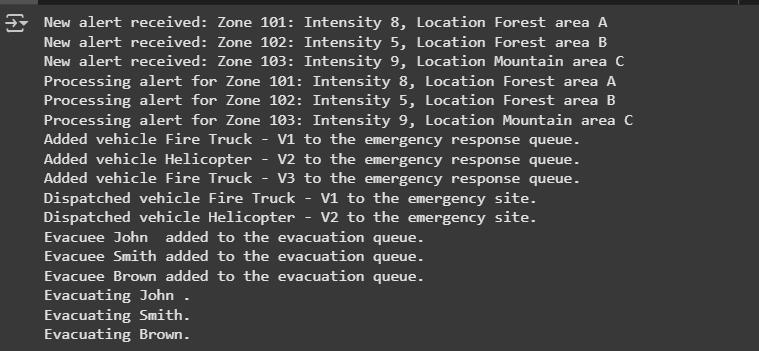 New alert received: Zone 101: Intensity 8, Location Forest area A
New alert received: Zone 102: Intensity 5, Location Forest area B
New alert received: Zone 103: Intensity 9, Location Mountain area C
Processing alert for Zone 101: Intensity 8, Location Forest area A
Processing alert for Zone 102: Intensity 5, Location Forest area B
Processing alert for Zone 103: Intensity 9, Location Mountain area C
Added vehicle Fire Truck - V1 to the emergency response queue.
Added vehicle Helicopter - V2 to the emergency response queue.
Added vehicle Fire Truck - V3 to the emergency response queue.
Dispatched vehicle Fire Truck - V1 to the emergency site.
Dispatched vehicle Helicopter - V2 to the emergency site.
Evacuee John  added to the evacuation queue.
Evacuee Smith added to the evacuation queue.
Evacuee Brown added to the evacuation queue.
Evacuating John .
Evacuating Smith.
Evacuating Brown.